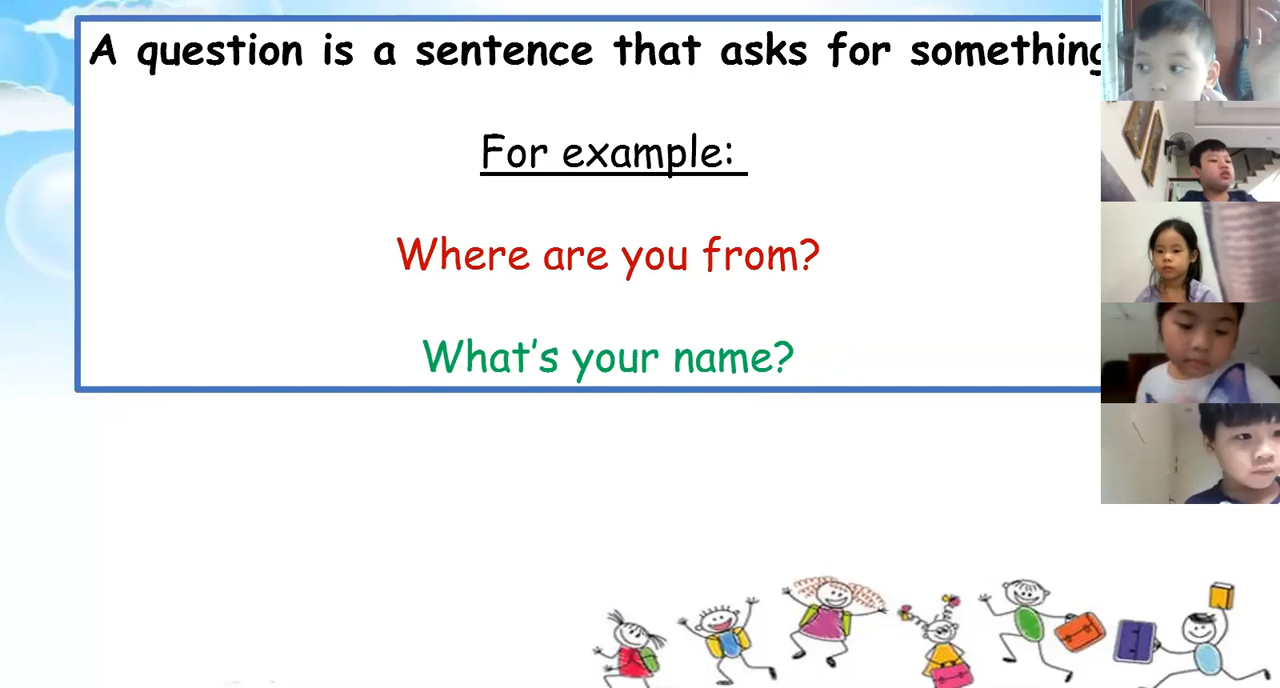 A question is a sentence that asks for something
For example:
Where are you from?
What's your name?